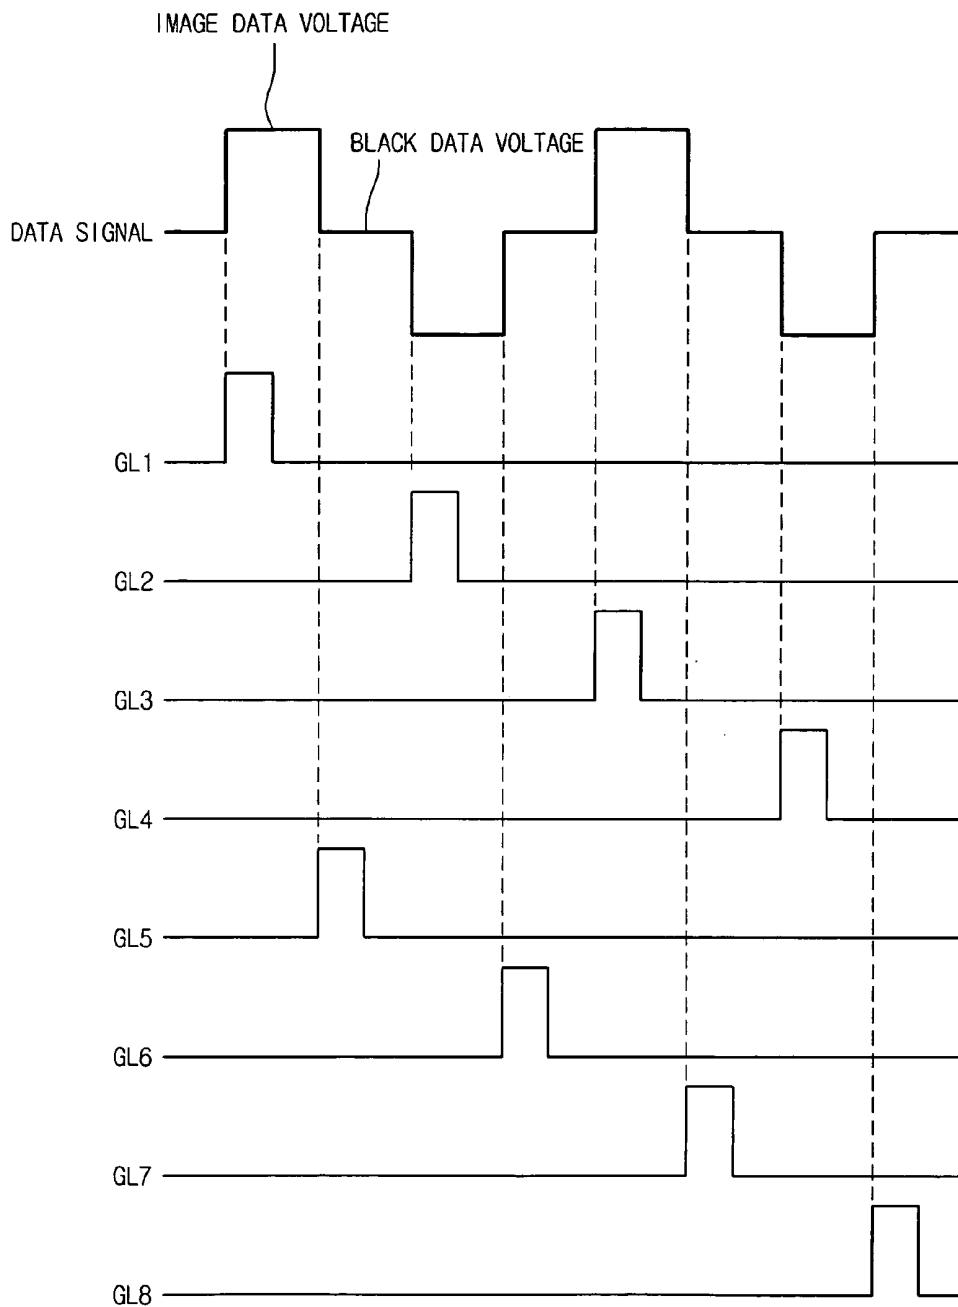 IMAGE DATA VOLTAGE
BLACK DATA VOLTAGE
DATA SIGNAL
GL1
GL2
GL3
GL4
GL5
GL6
GL7
GL8